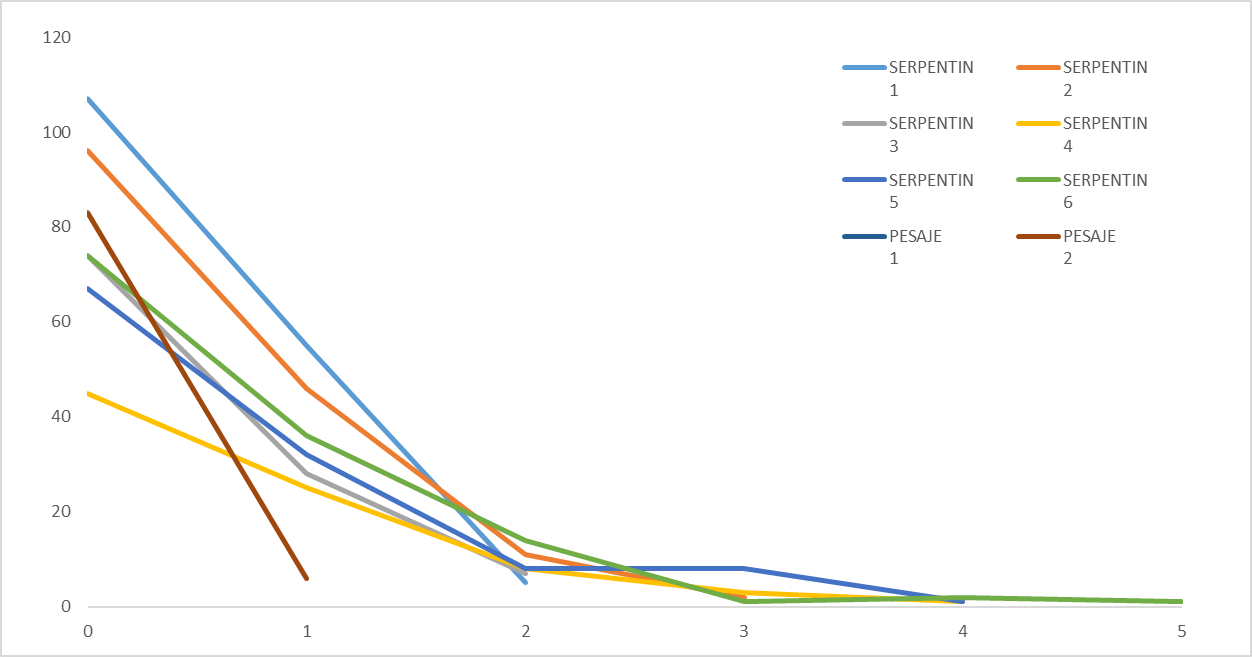 120
100
80
60
40
20
0
0 1 2 3 4 5
SERPENTIN
1
SERPENTIN
2
SERPENTIN
3
SERPENTIN
4
SERPENTIN
5
SERPENTIN
6
PESAJE
1
PESAJE
2